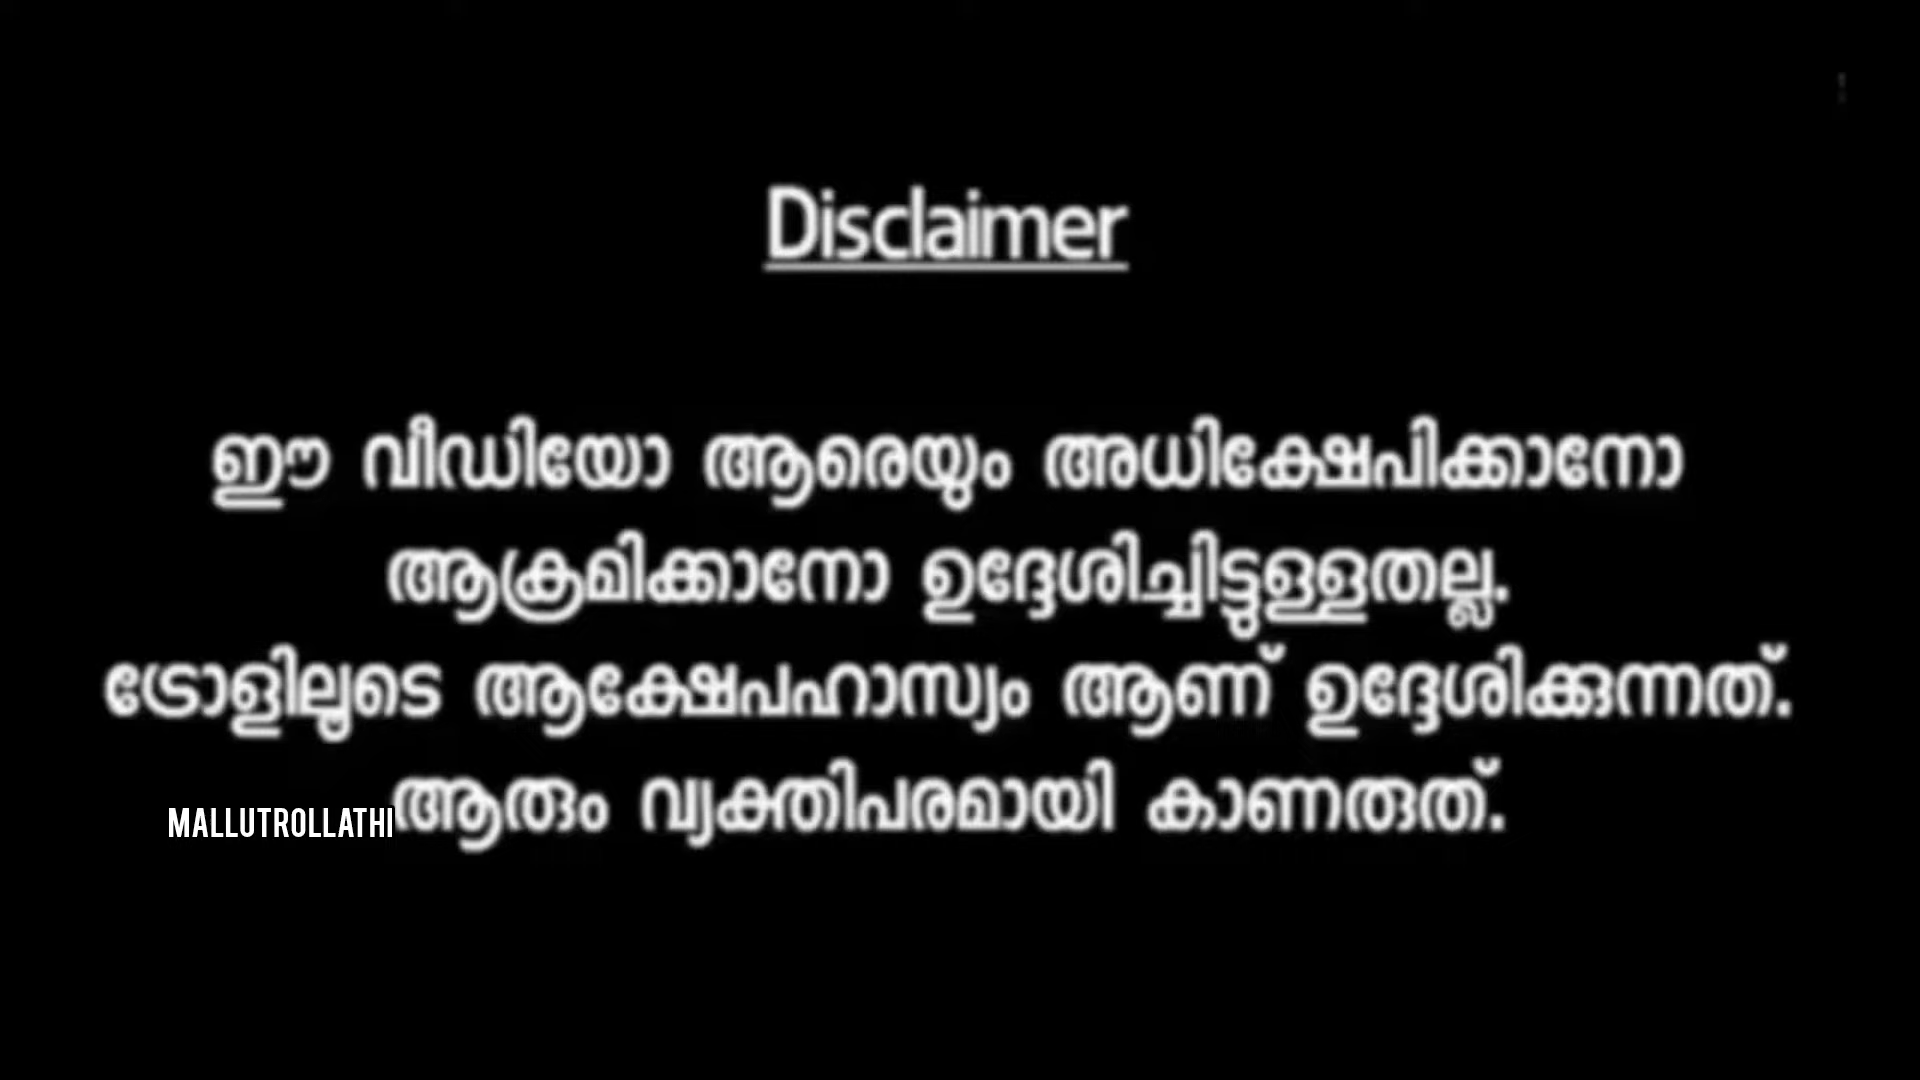 Disclaimer
ഈ വീഡിയോ ആരെയും അധിക്ഷേപിക്കാനോ
ആക്രമിക്കാനോ ഉദ്ദേശിച്ചിട്ടുള്ളതല്ല.
ട്രോളിലൂടെ ആക്ഷേപഹാസ്യം ആണ് ഉദ്ദേശിക്കുന്നത്.
ആരും വ്യക്തിപരമായി കാണരുത്.
MALLUTROLLATHI